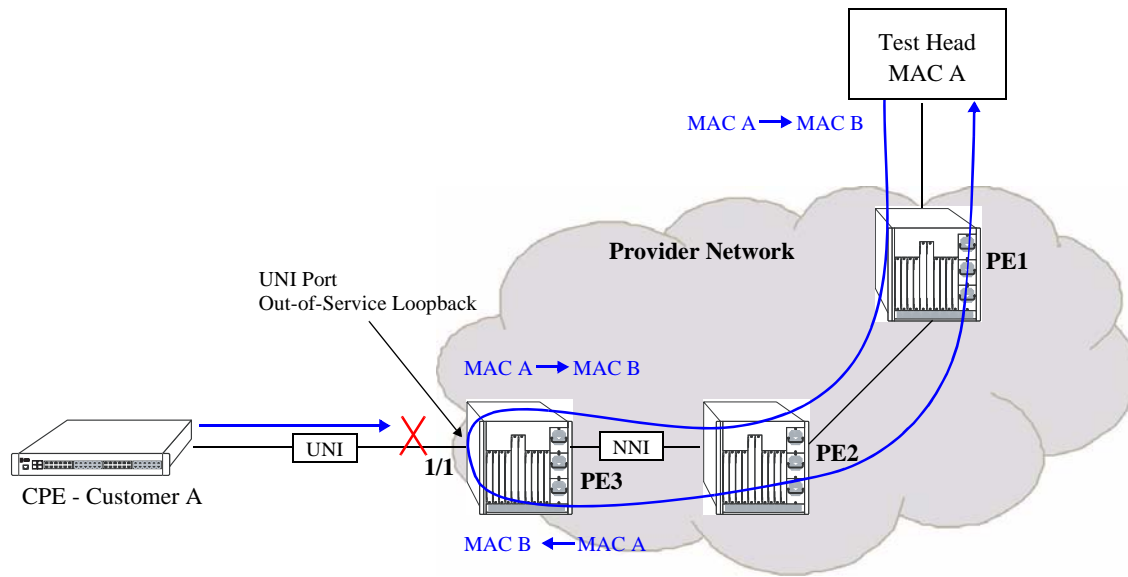 Test Head
MAC A
MAC A MAC B
Provider Network
PE1
UNI Port
Out-of-Service Loopback
MAC A MAC B
UNI
1/1
NNI
PE3
PE2
CPE - Customer A
MAC B MAC A